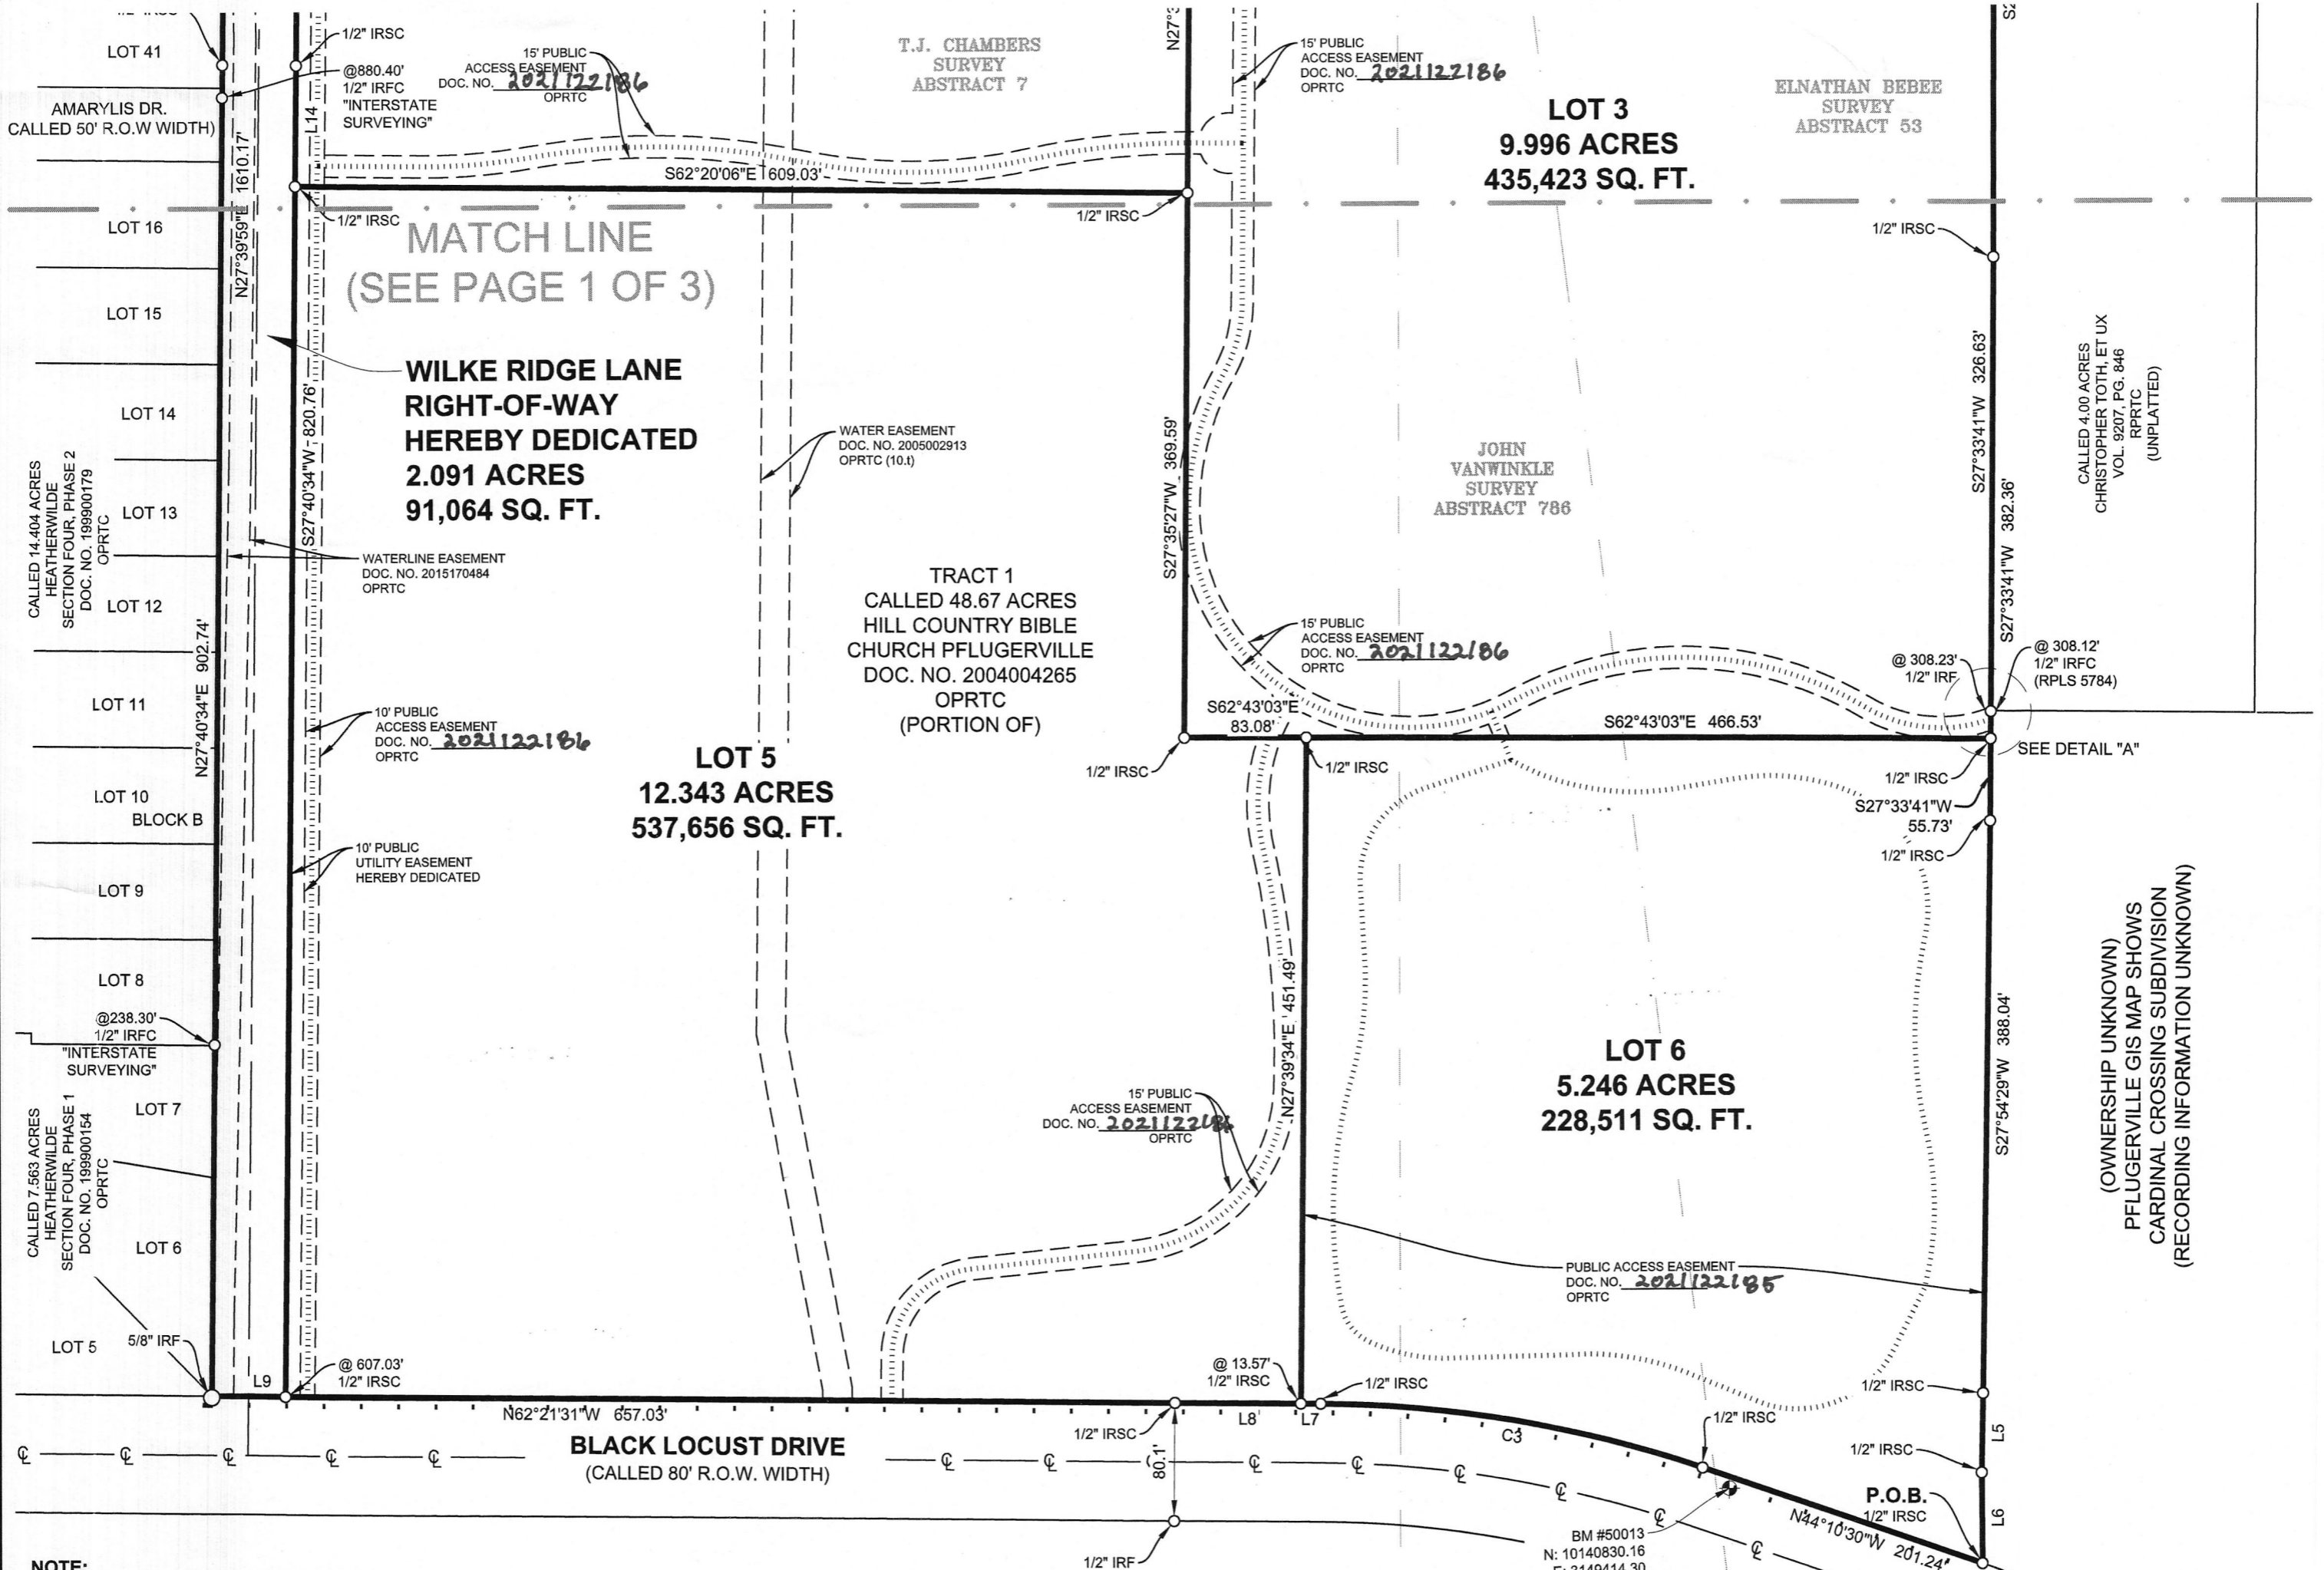 LOT 41
1/2" IRSC
@880.40'
1/2" IRFC
"INTERSTATE
SURVEYING"
AMARYLIS DR.
CALLED 50' R.O.W WIDTH)
N27°39'59"E 1610.17'
L14
15' PUBLIC
ACCESS EASEMENT
DOC. NO. 2021122186
OPRTC
T.J. CHAMBERS
SURVEY
ABSTRACT 7
15' PUBLIC
ACCESS EASEMENT
DOC. NO. 2021122186
OPRTC
LOT 3
9.996 ACRES
435,423 SQ. FT.
ELNATHAN BEBEE
SURVEY
ABSTRACT 53
S62°20'06"E 609.03'
1/2" IRSC
1/2" IRSC
1/2" IRSC
MATCH LINE
(SEE PAGE 1 OF 3)
LOT 16
LOT 15
LOT 14
LOT 13
LOT 12
LOT 11
LOT 10
BLOCK B
LOT 9
LOT 8
CALLED 14.404 ACRES
HEATHERWILDE
SECTION FOUR, PHASE 2
DOC. NO. 199900179
OPRTC
WILKE RIDGE LANE
RIGHT-OF-WAY
HEREBY DEDICATED
2.091 ACRES
91,064 SQ. FT.
S27°40'34"W 820.76'
WATERLINE EASEMENT
DOC. NO. 2015170484
OPRTC
WATER EASEMENT
DOC. NO. 2005002913
OPRTC (10.t)
TRACT 1
CALLED 48.67 ACRES
HILL COUNTRY BIBLE
CHURCH PFLUGERVILLE
DOC. NO. 2004004265
OPRTC
(PORTION OF)
S27°35'27"W 369.59'
JOHN
VANWINKLE
SURVEY
ABSTRACT 786
S27°33'41"W 326.63'
S27°33'41"W 382.36'
CALLED 4.00 ACRES
CHRISTOPHER TOTH, ET UX
VOL. 9207, PG. 846
RPRTC
(UNPLATTED)
15' PUBLIC
ACCESS EASEMENT
DOC. NO. 2021122186
OPRTC
@ 308.23'
1/2" IRF
@ 308.12'
1/2" IRFC
(RPLS 5784)
S62°43'03"E
83.08'
S62°43'03"E 466.53'
SEE DETAIL "A"
1/2" IRSC
1/2" IRSC
1/2" IRSC
S27°33'41"W
55.73'
1/2" IRSC
N27°40'34"E 902.74'
10' PUBLIC
ACCESS EASEMENT
DOC. NO. 2021122186
OPRTC
LOT 5
12.343 ACRES
537,656 SQ. FT.
10' PUBLIC
UTILITY EASEMENT
HEREBY DEDICATED
@238.30'
1/2" IRFC
"INTERSTATE
SURVEYING"
LOT 7
LOT 6
LOT 5
CALLED 7.563 ACRES
HEATHERWILDE
SECTION FOUR, PHASE 1
DOC. NO. 19990154
OPRTC
5/8" IRF
15' PUBLIC
ACCESS EASEMENT
DOC. NO. 2021122186
OPRTC
N27°39'34"E 451.49'
LOT 6
5.246 ACRES
228,511 SQ. FT.
S27°54'29"W 388.04'
(OWNERSHIP UNKNOWN)
PFLUGERVILLE GIS MAP SHOWS
CARDINAL CROSSING SUBDIVISION
(RECORDING INFORMATION UNKNOWN)
PUBLIC ACCESS EASEMENT
DOC. NO. 2021122185
OPRTC
L9
@ 607.03'
1/2" IRSC
@ 13.57'
1/2" IRSC
1/2" IRSC
1/2" IRSC
N62°21'31"W 657.03'
1/2" IRSC
L8
L7
C3
1/2" IRSC
1/2" IRSC
L5
BLACK LOCUST DRIVE
(CALLED 80' R.O.W. WIDTH)
80.1'
P.O.B.
1/2" IRSC
L6
N44°10'30"W 201.24'
BM #50013
N: 10140830.16
E: 3149414.30
1/2" IRF
NOTE: